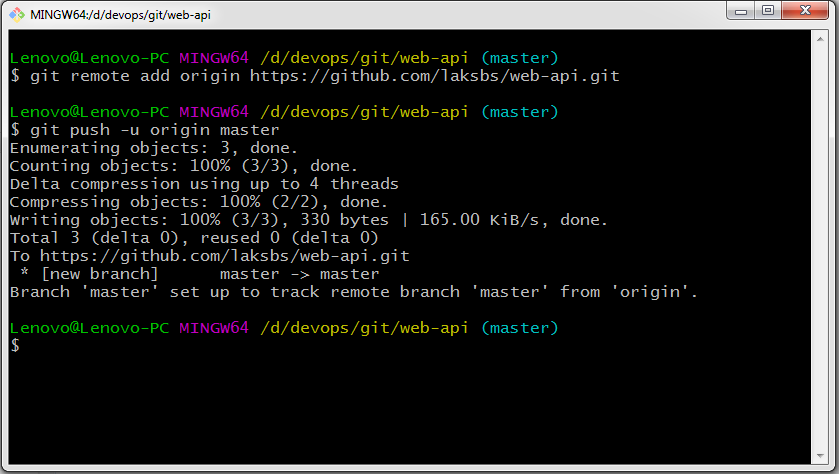 MINGW64:/d/devops/git/web-api
Lenovo@Lenovo-PC MINGW64 /d/devops/git/web-api (master)
$ git remote add origin https://github.com/laksbs/web-api.git
Lenovo@Lenovo-PC MINGW64 /d/devops/git/web-api (master)
$ git push -u origin master
Enumerating objects: 3, done.
Counting objects: 100% (3/3), done.
Delta compression using up to 4 threads
Compressing objects: 100% (2/2), done.
Writing objects: 100% (3/3), 330 bytes | 165.00 KiB/s, done.
Total 3 (delta 0), reused 0 (delta 0)
To https://github.com/laksbs/web-api.git
 * [new branch]      master -> master
Branch 'master' set up to track remote branch 'master' from 'origin'.
Lenovo@Lenovo-PC MINGW64 /d/devops/git/web-api (master)
$